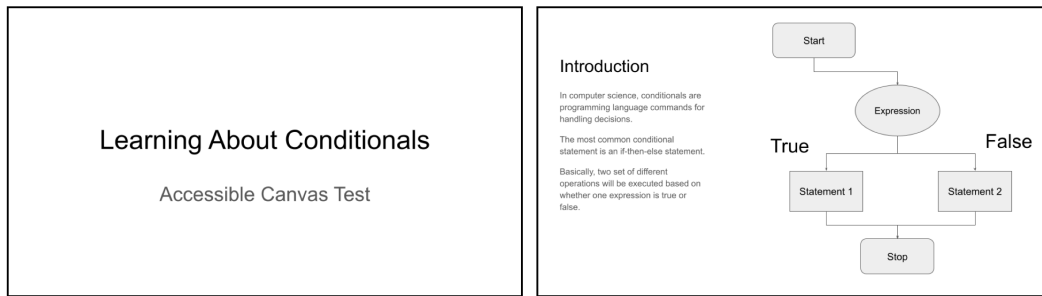 Learning About Conditionals
Accessible Canvas Test
Introduction
In computer science, conditionals are
programming language commands for
handling decisions.
The most common conditional
statement is an if-then-else statement.
Basically, two set of different
operations will be executed based on
whether one expression is true or
false.
Start
Expression
True
False
Statement 1
Statement 2
Stop